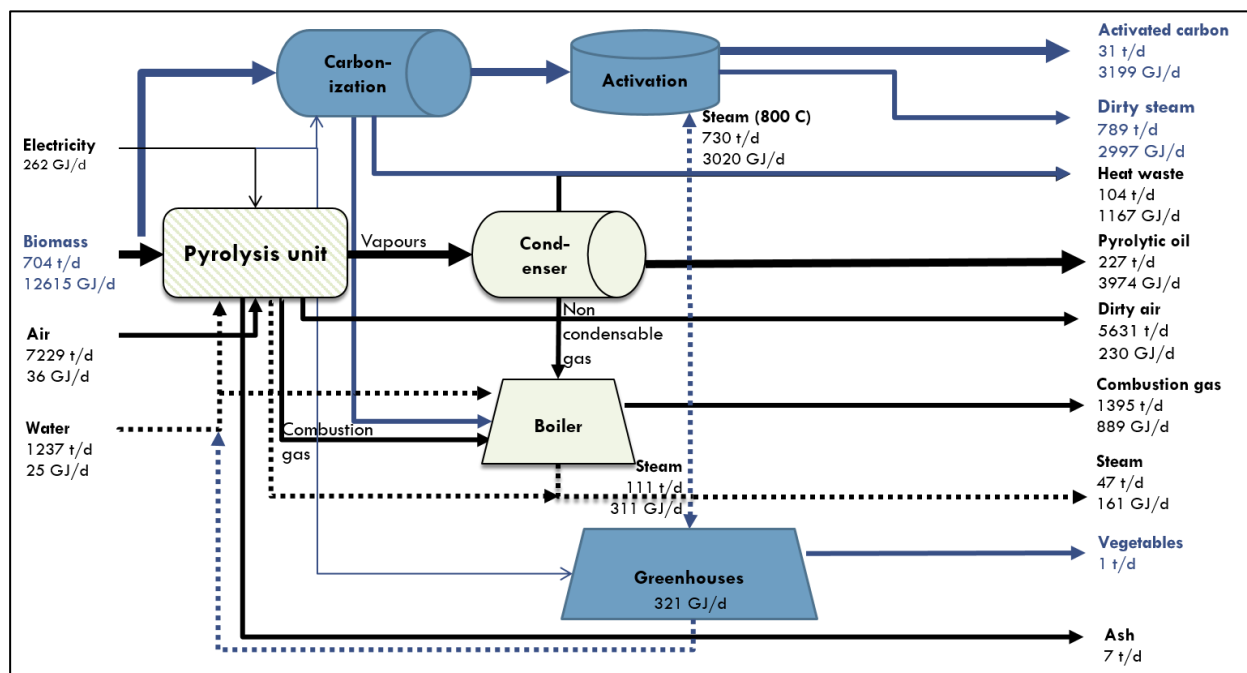 Activated carbon
31 t/d
3199 GJ/d
Carbon-
ization
Activation
Dirty steam
789 t/d
2997 GJ/d
Steam (800 C)
730 t/d
3020 GJ/d
Electricity
262 GJ/d
Heat waste
104 t/d
1167 GJ/d
Biomass
704 t/d
12615 GJ/d
Pyrolysis unit
Vapours
Cond-
enser
Pyrolytic oil
227 t/d
3974 GJ/d
Air
7229 t/d
36 GJ/d
Non
condensable
gas
Dirty air
5631 t/d
230 GJ/d
Water
1237 t/d
25 GJ/d
Combustion
gas
Boiler
Combustion gas
1395 t/d
889 GJ/d
Steam
111 t/d
311 GJ/d
Steam
47 t/d
161 GJ/d
Greenhouses
321 GJ/d
Vegetables
1 t/d
Ash
7 t/d